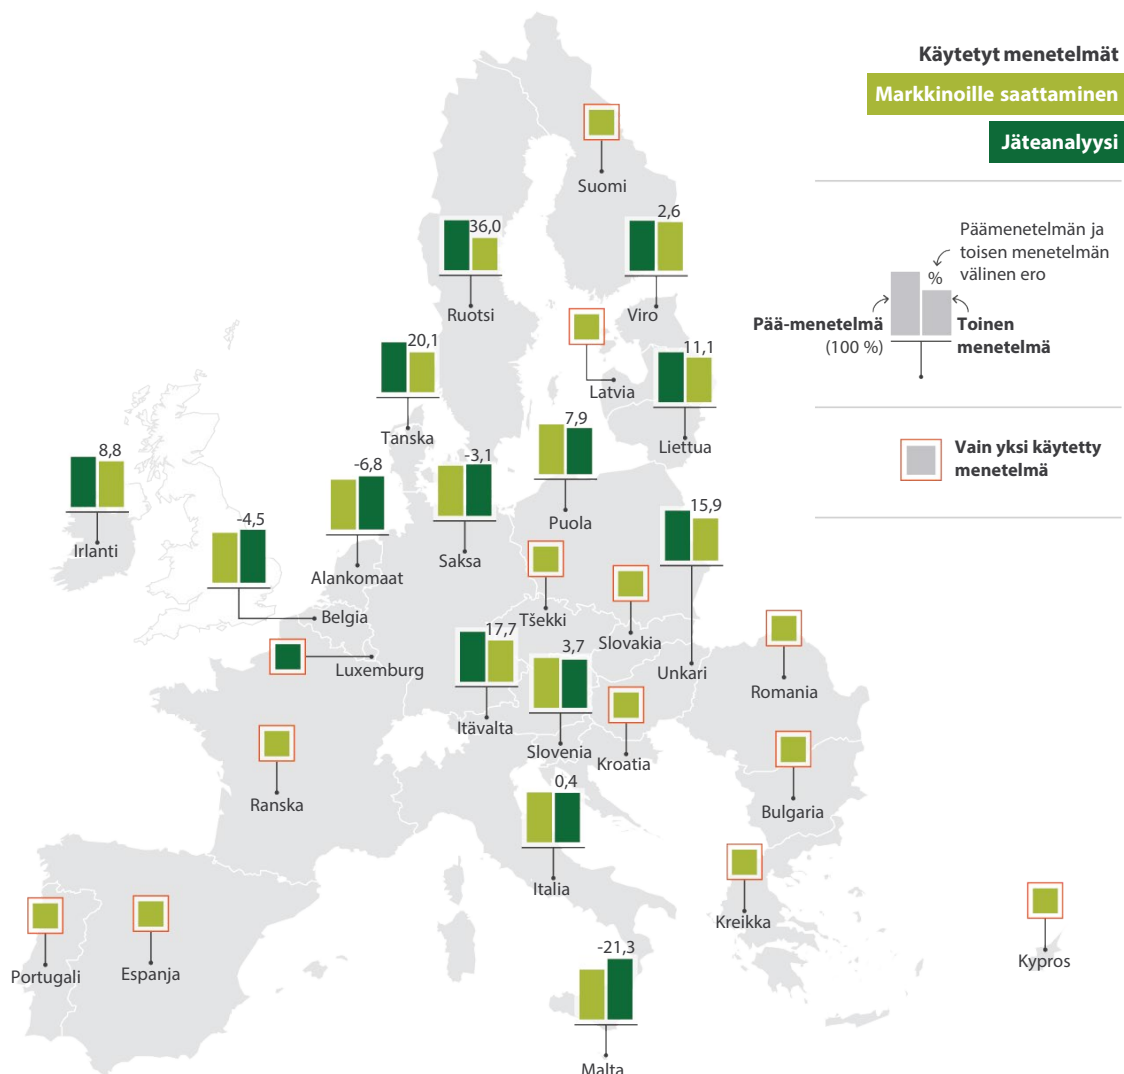 Käytetyt menetelmät
Markkinoille saattaminen
Jäteanalyysi
Päämenetelmän ja
toisen menetelmän
välinen ero
%
Pää-menetelmä
(100 %)
Toinen
menetelmä
Vain yksi käytetty
menetelmä
Suomi
36,0
Ruotsi
2,6
Viro
Latvia
11,1
Liettua
20,1
Tanska
7,9
Puola
8,8
Irlanti
-6,8
Alankomaat
-3,1
Saksa
-4,5
Belgia
15,9
Unkari
Tšekki
Slovakia
Luxemburg
17,7
Itävalta
3,7
Slovenia
Kroatia
Romania
Ranska
Bulgaria
0,4
Italia
Kreikka
Portugali
Espanja
Kypros
-21,3
Malta